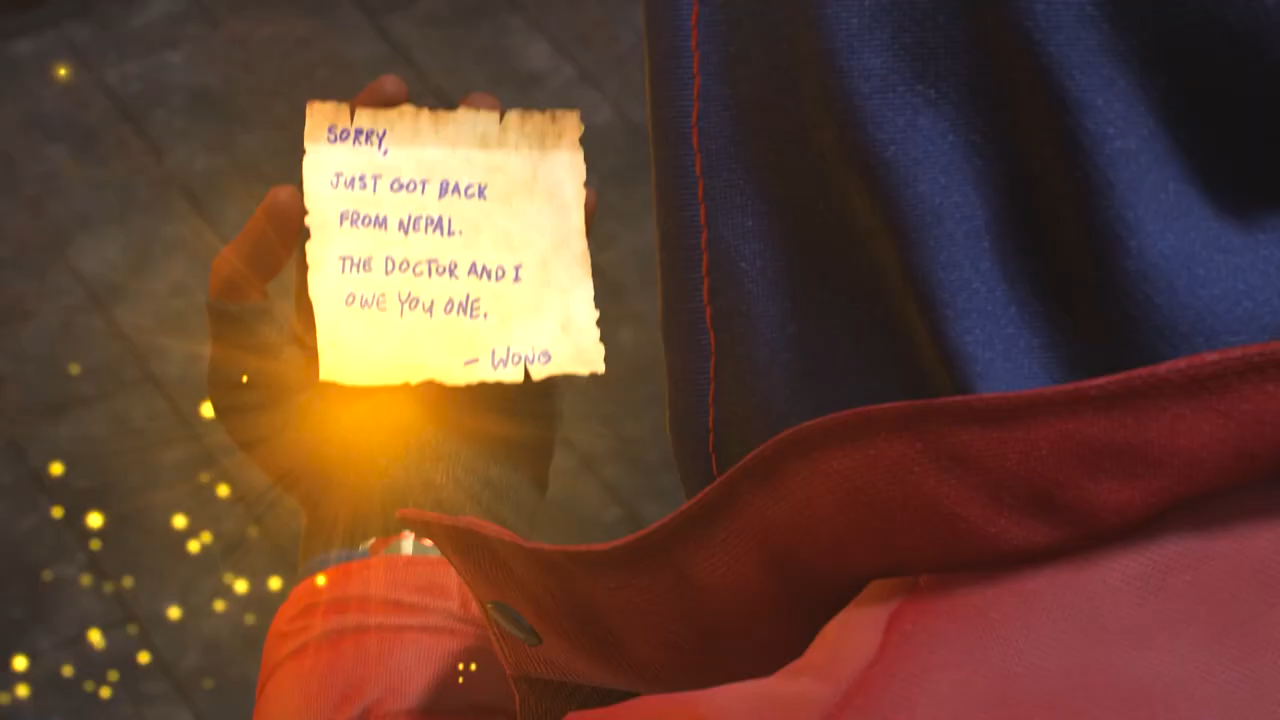 SORRY,
JUST GOT BACK
FROM NEPAL.
THE DOCTOR AND I
OWE YOU ONE.
— WONG